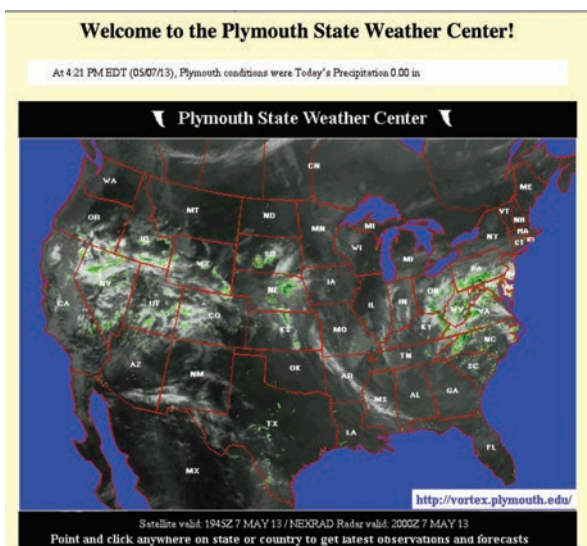 Welcome to the Plymouth State Weather Center!
At 4:21 PM EDT (05/07/13), Plymouth conditions were Today's Precipitation 0.00 in
Plymouth State Weather Center
CN
WA
ME
MT
ND
VT
OR
MN
MI
NH
MA
ID
WI
NY
CT
RI
SD
WY
MI
PA
IA
NE
NV
IL
IN
OH
UT
CO
WV
VA
CA
KS
MO
KY
NC
TN
AZ
OK
AR
SC
NM
MS
AL
GA
TX
LA
FL
MX
http://vortex.plymouth.edu/
Satellite valid: 1945Z 7 MAY 13 / NEXRAD Radar valid: 2000Z 7 MAY 13
Point and click anywhere on state or country to get latest observations and forecasts